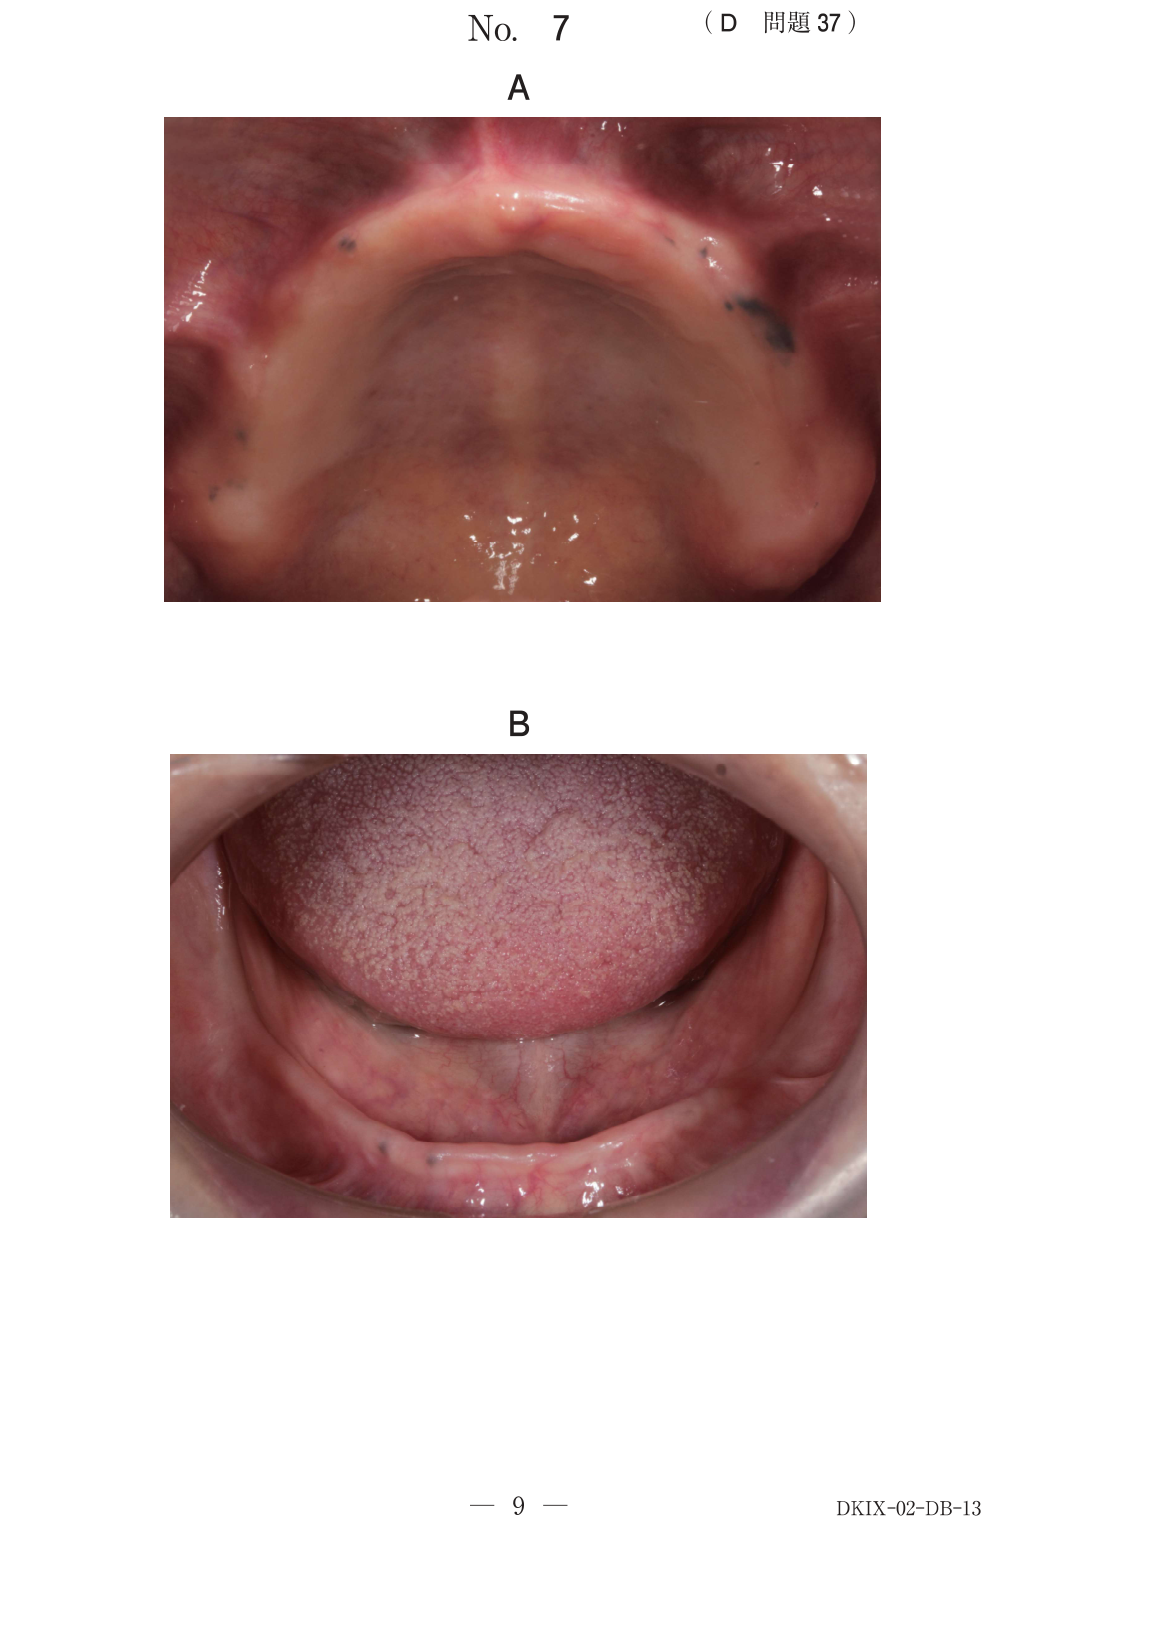 No. 7 （D 問題 37）
A
B
— 9 —
DKIX-02-DB-13